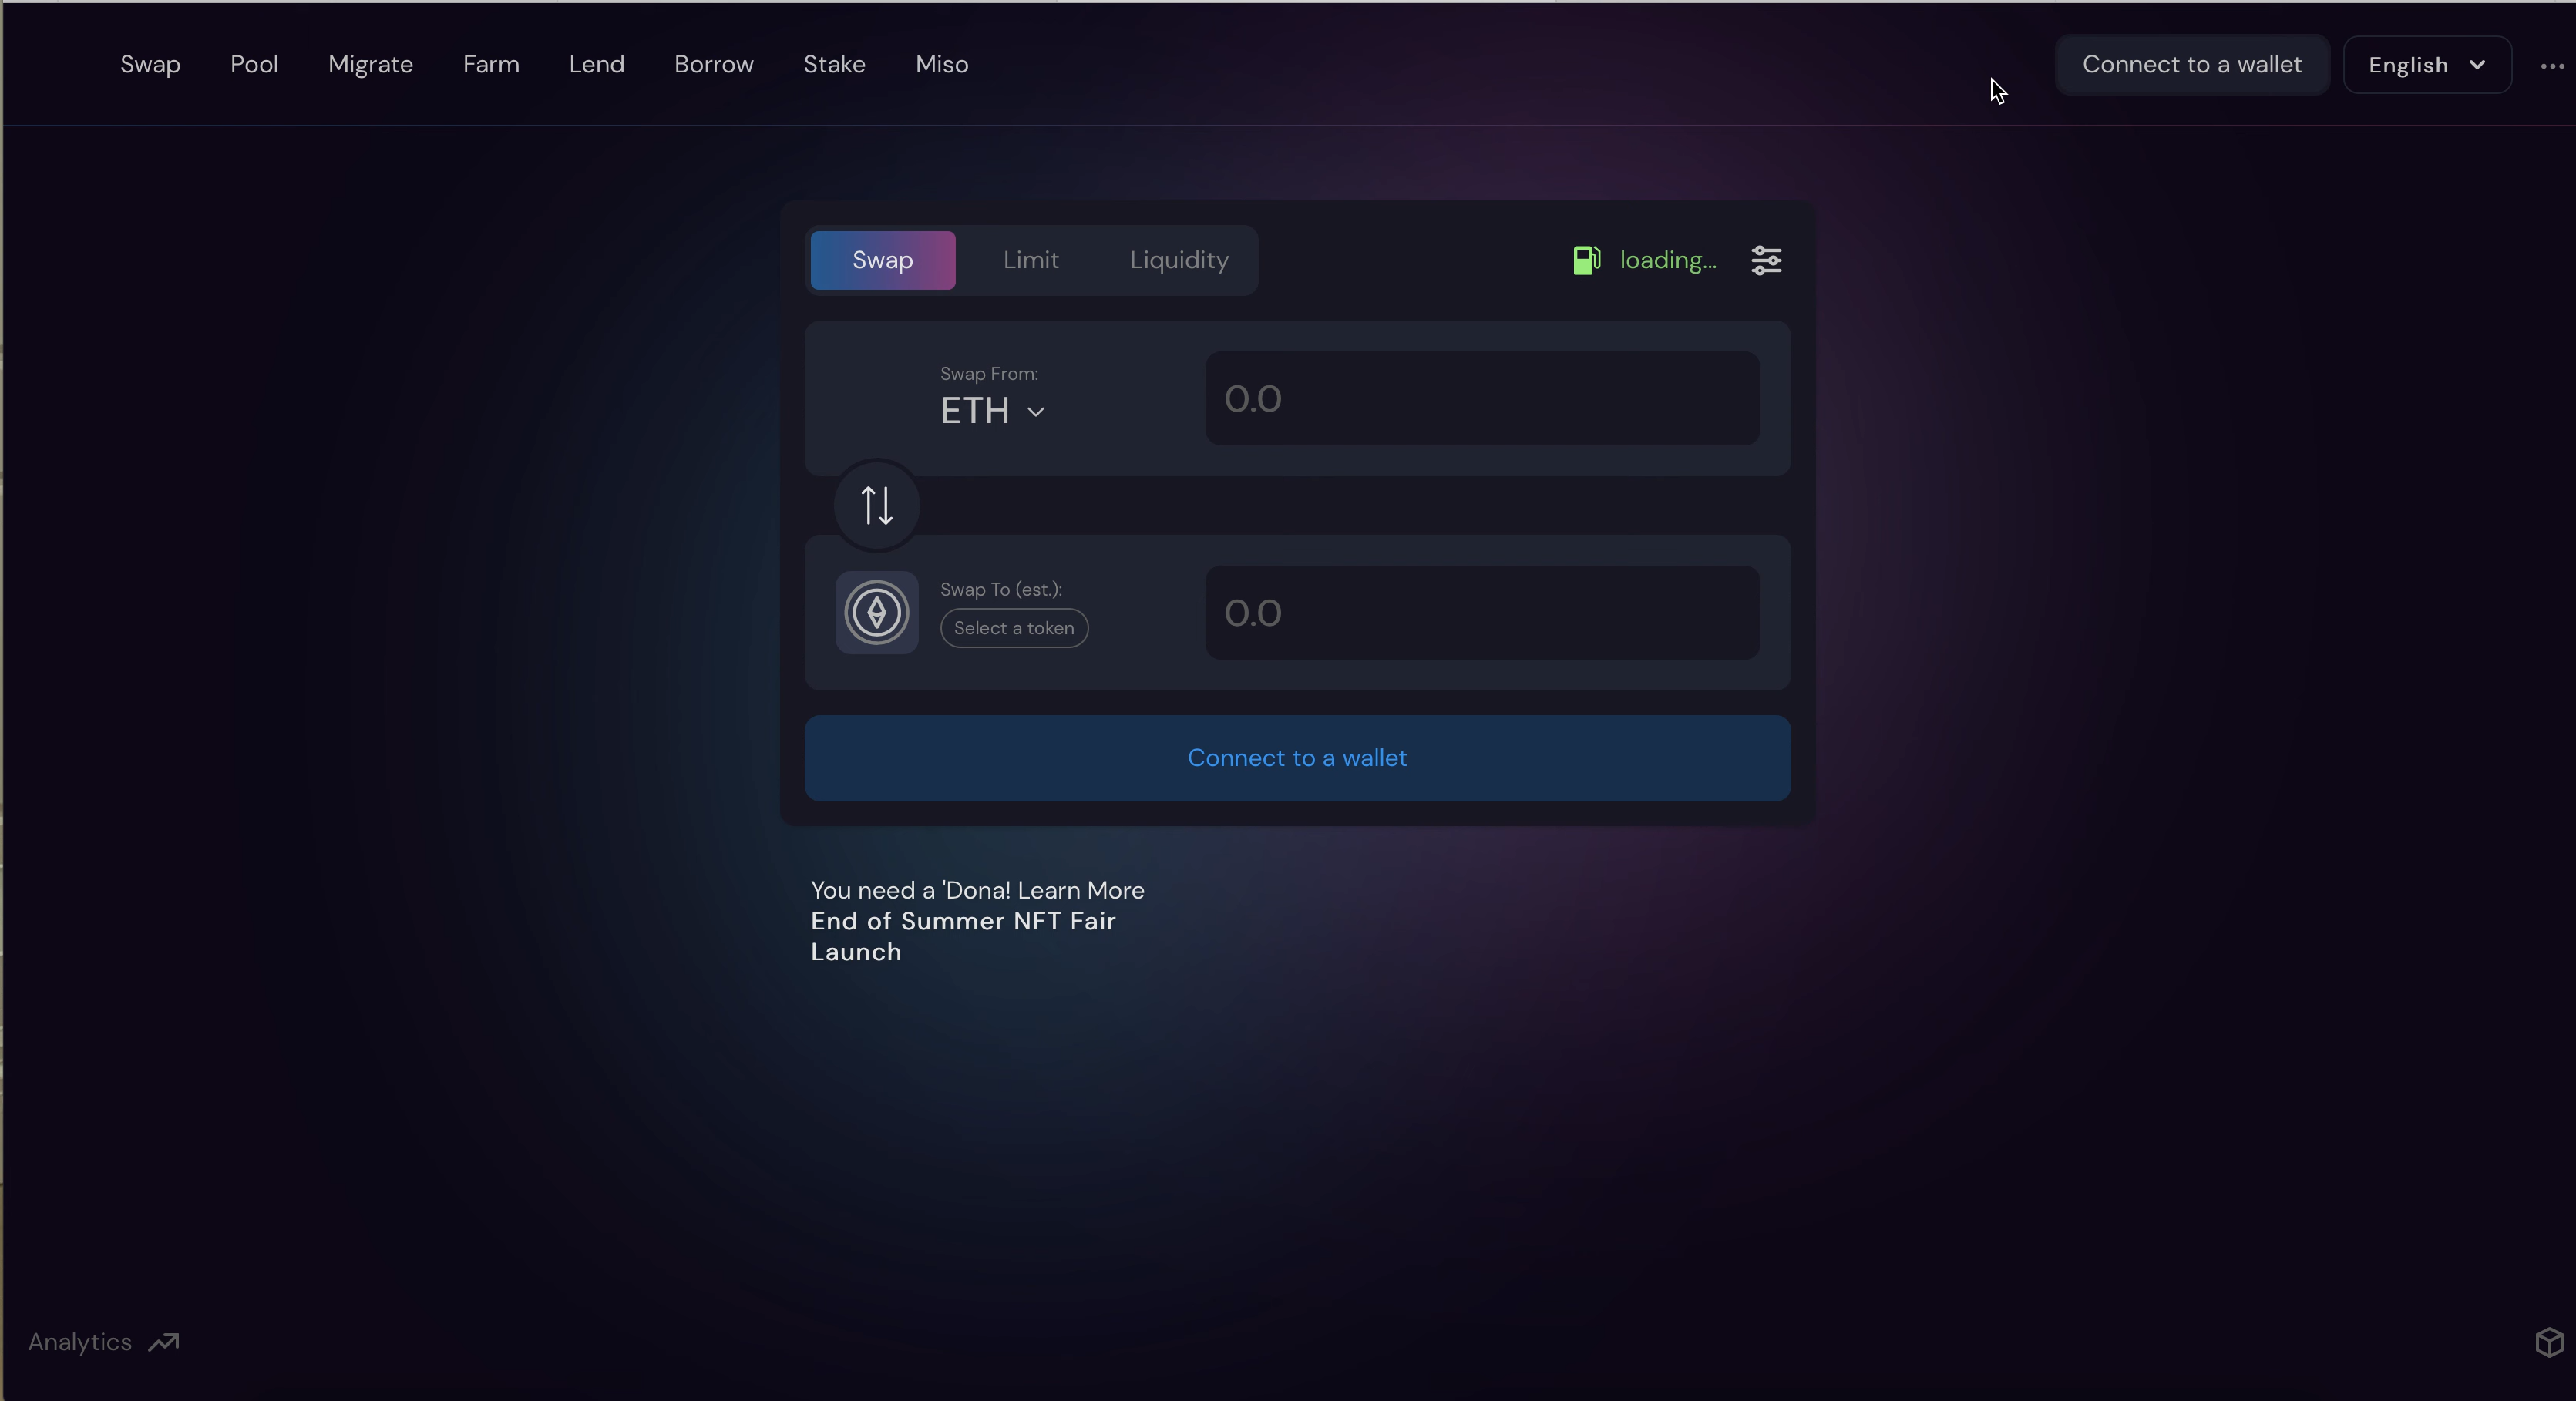 Swap Pool Migrate Farm Lend Borrow Stake Miso Connect to a wallet English
Swap Limit Liquidity loading...
Swap From:
ETH 0.0
Swap To (est.):
Select a token 0.0
Connect to a wallet
You need a 'Dona! Learn More
End of Summer NFT Fair
Launch
Analytics